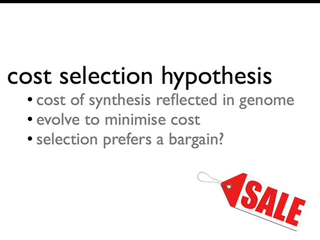 cost selection hypothesis
• cost of synthesis reflected in genome
• evolve to minimise cost
• selection prefers a bargain?
SALE